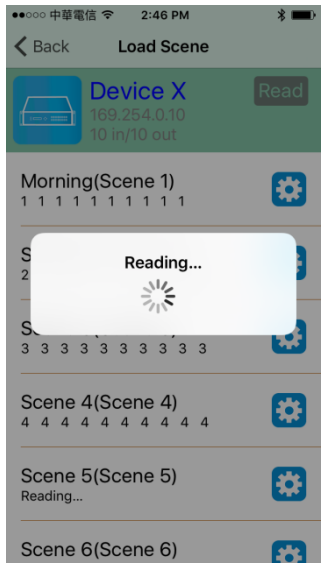 中華電信 2:46 PM
Back Load Scene
Device X Read
169.254.0.10
10 in/10 out
Morning(Scene 1)
1 1 1 1 1 1 1 1 1 1
Reading...
2
3 3 3 3 3 3 3 3 3 3
Scene 4(Scene 4)
4 4 4 4 4 4 4 4 4 4
Scene 5(Scene 5)
Reading...
Scene 6(Scene 6)